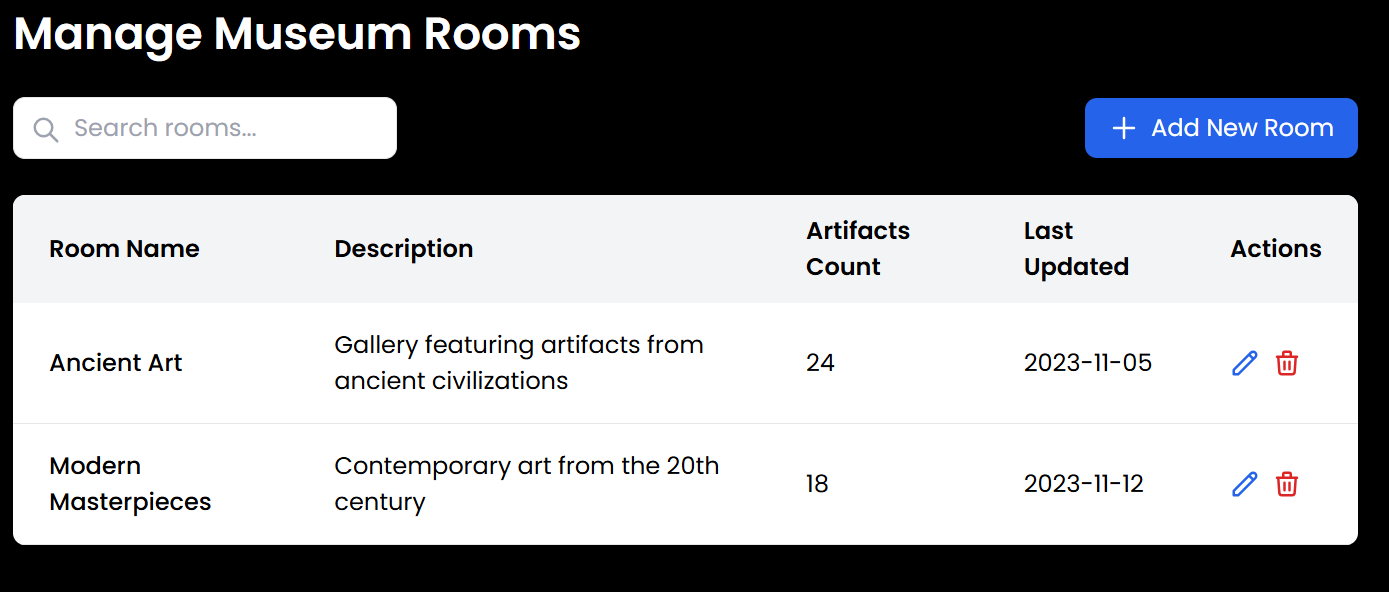 Manage Museum Rooms
Search rooms...
Add New Room
Room Name
Description
Artifacts
Count
Last
Updated
Actions
Ancient Art
Gallery featuring artifacts from
ancient civilizations
24
2023-11-05
Modern
Masterpieces
Contemporary art from the 20th
century
18
2023-11-12